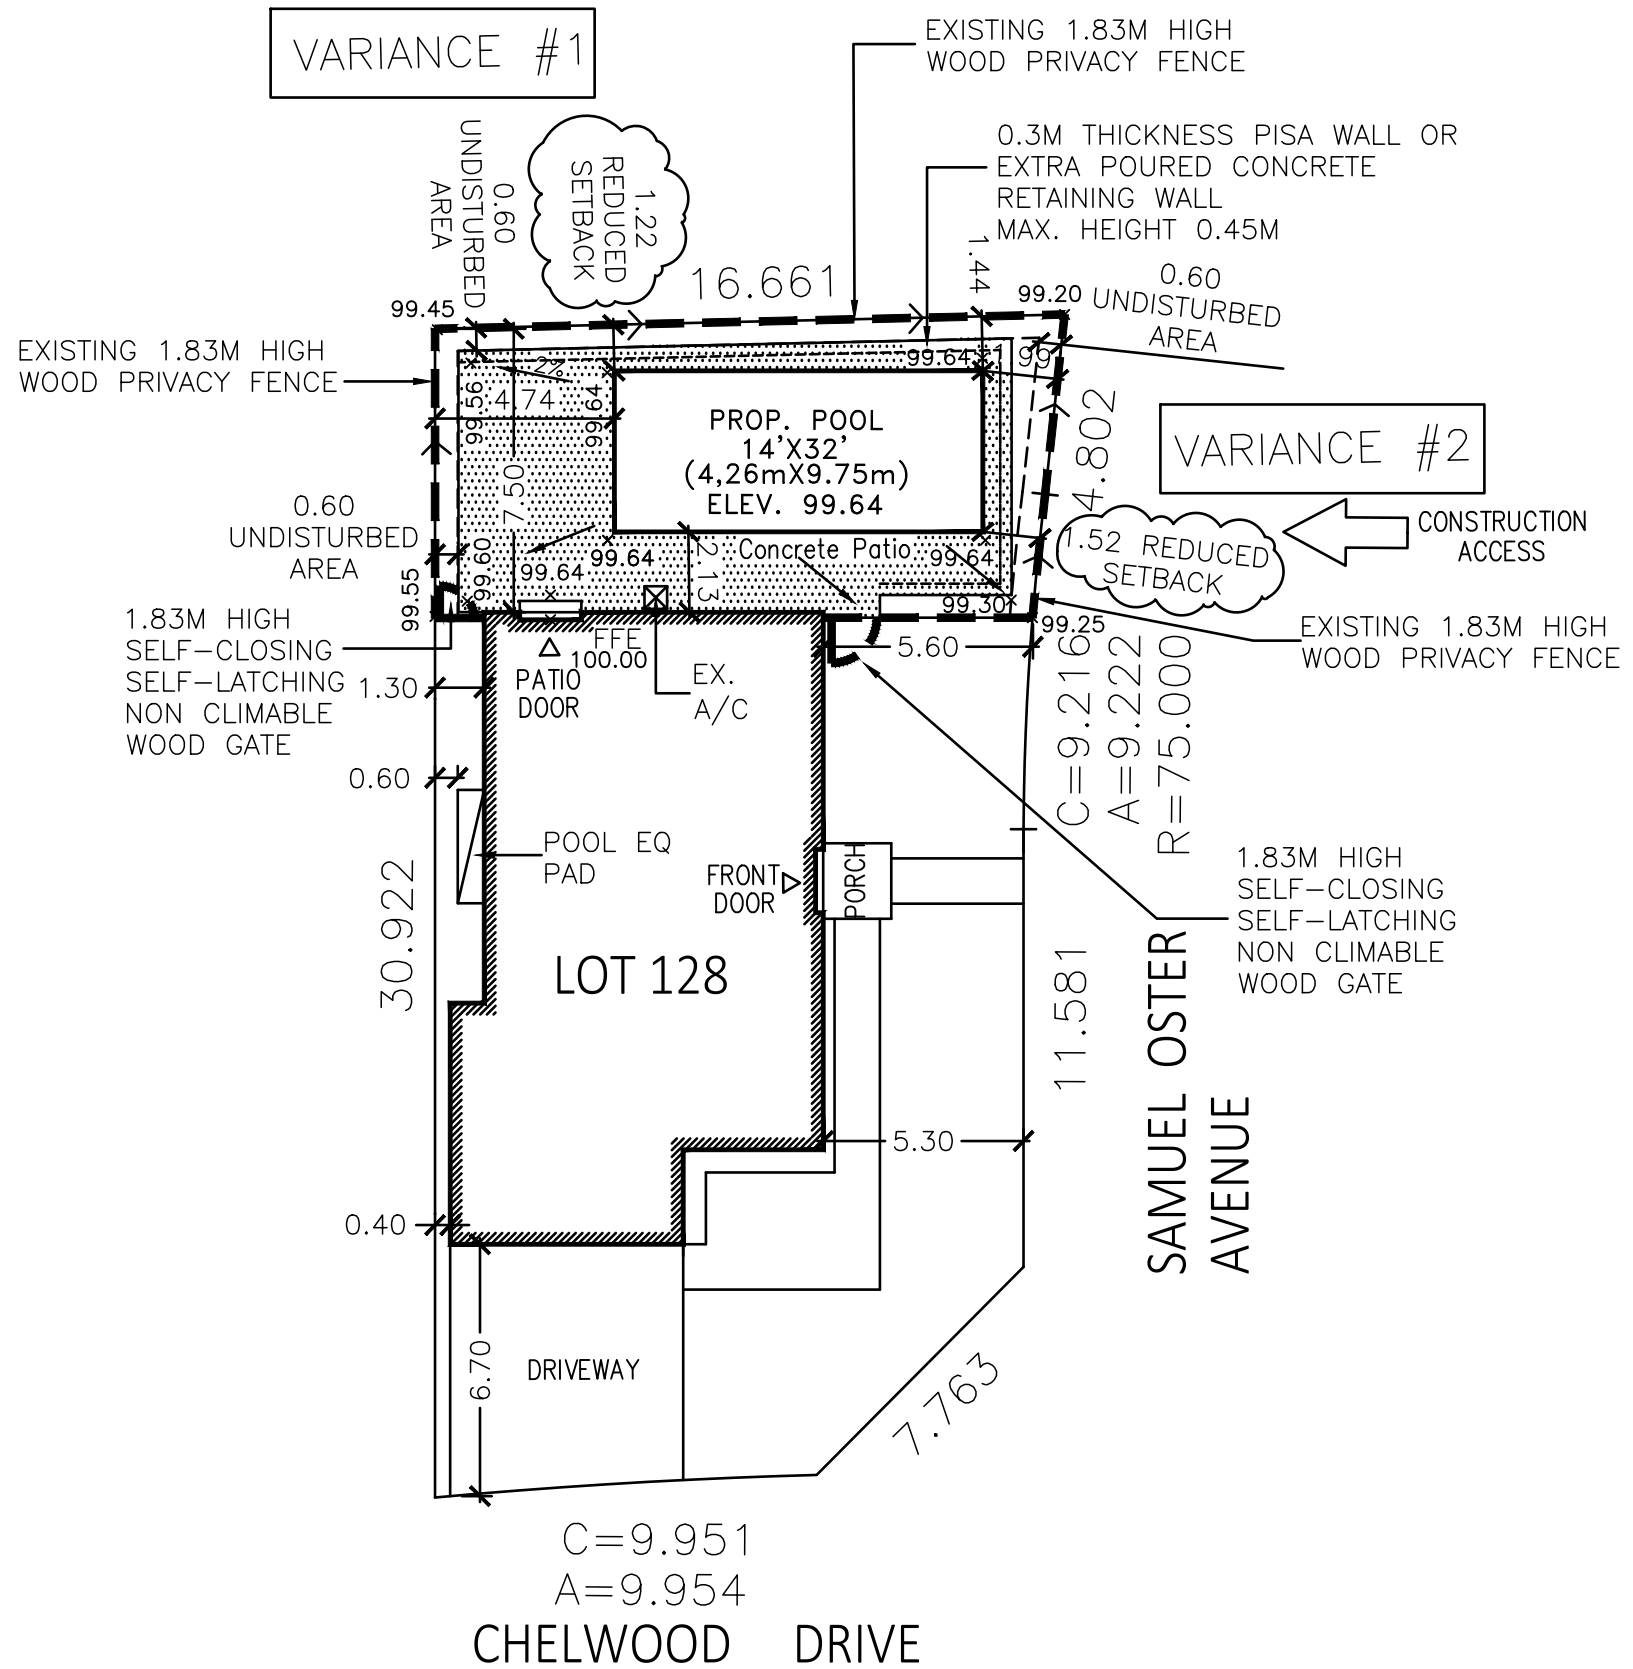 VARIANCE #1
EXISTING 1.83M HIGH
WOOD PRIVACY FENCE
0.3M THICKNESS PISA WALL OR
EXTRA POURED CONCRETE
RETAINING WALL
MAX. HEIGHT 0.45M
0.60
UNDISTURBED
AREA
1.22
REDUCED
SETBACK
16.661
1.44
0.60
UNDISTURBED
AREA
99.45
99.20
EXISTING 1.83M HIGH
WOOD PRIVACY FENCE
2%
4.74
99.56
99.64
99.64
1.99
7.50
PROP. POOL
14'X32'
(4,26mX9.75m)
ELEV. 99.64
4.802
VARIANCE #2
0.60
UNDISTURBED
AREA
CONSTRUCTION
ACCESS
1.52 REDUCED
SETBACK
99.60
99.64
99.64
2.13
Concrete Patio
99.64
99.55
99.30
99.25
1.83M HIGH
SELF-CLOSING
SELF-LATCHING
NON CLIMABLE
WOOD GATE
EXISTING 1.83M HIGH
WOOD PRIVACY FENCE
FFE
100.00
PATIO
DOOR
EX.
A/C
5.60
1.30
C=9.216
A=9.222
R=75.000
0.60
POOL EQ
PAD
FRONT
DOOR
PORCH
1.83M HIGH
SELF-CLOSING
SELF-LATCHING
NON CLIMABLE
WOOD GATE
30.922
LOT 128
11.581
SAMUEL OSTER
AVENUE
5.30
0.40
6.70
DRIVEWAY
7.763
C=9.951
A=9.954
CHELWOOD DRIVE